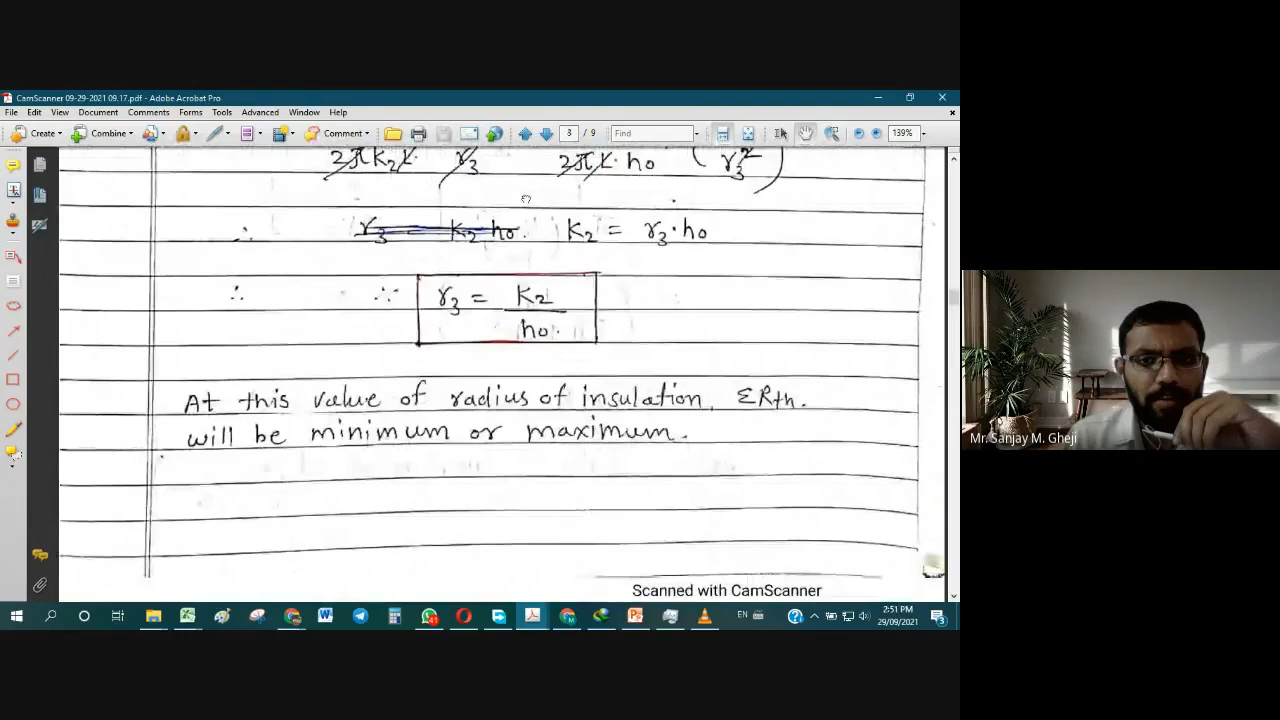 CamScanner 09-29-2021 09.17.pdf - Adobe Acrobat Pro
File Edit View Document Comments Forms Tools Advanced Window Help
Create Combine Comment 3 / 9 Find 139%
2πK₂L r₃ 2πL·h₀ (r₃²)
∴ r₃ = K₂ h₀. K₂ = r₃·h₀
∴ ∴ r₃ = K₂
h₀.
At this value of radius of insulation, ΣRth.
will be minimum or maximum.
Scanned with CamScanner
Mr. Sanjay M. Gheji
EN 2:51 PM
29/09/2021